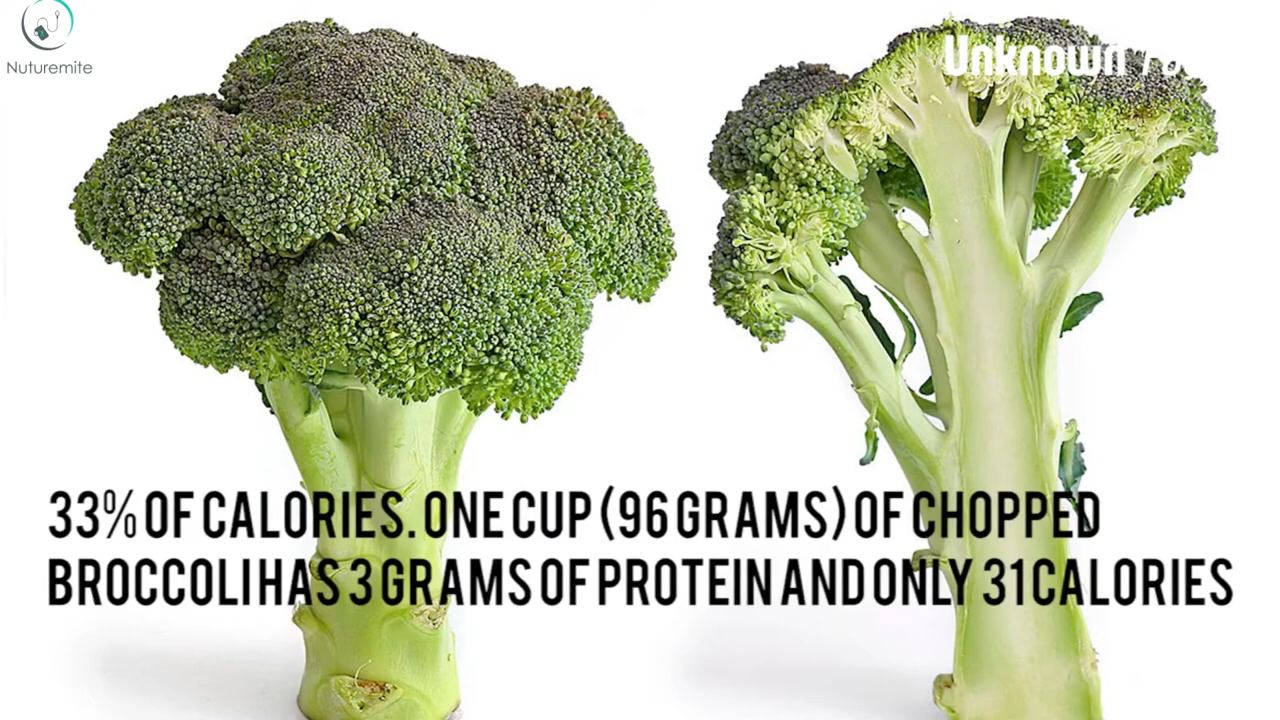 Nuturemite
Unknown
33% OF CALORIES. ONE CUP (96 GRAMS) OF CHOPPED
BROCCOLI HAS 3 GRAMS OF PROTEIN AND ONLY 31 CALORIES